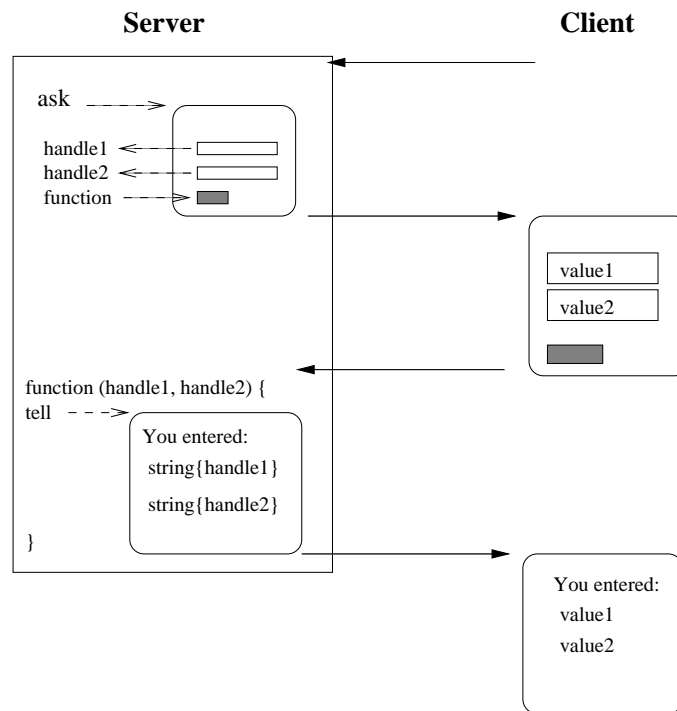 Server
Client
ask
handle1
handle2
function
value1
value2
function (handle1, handle2) {
tell
You entered:
string{handle1}
string{handle2}
}
You entered:
value1
value2